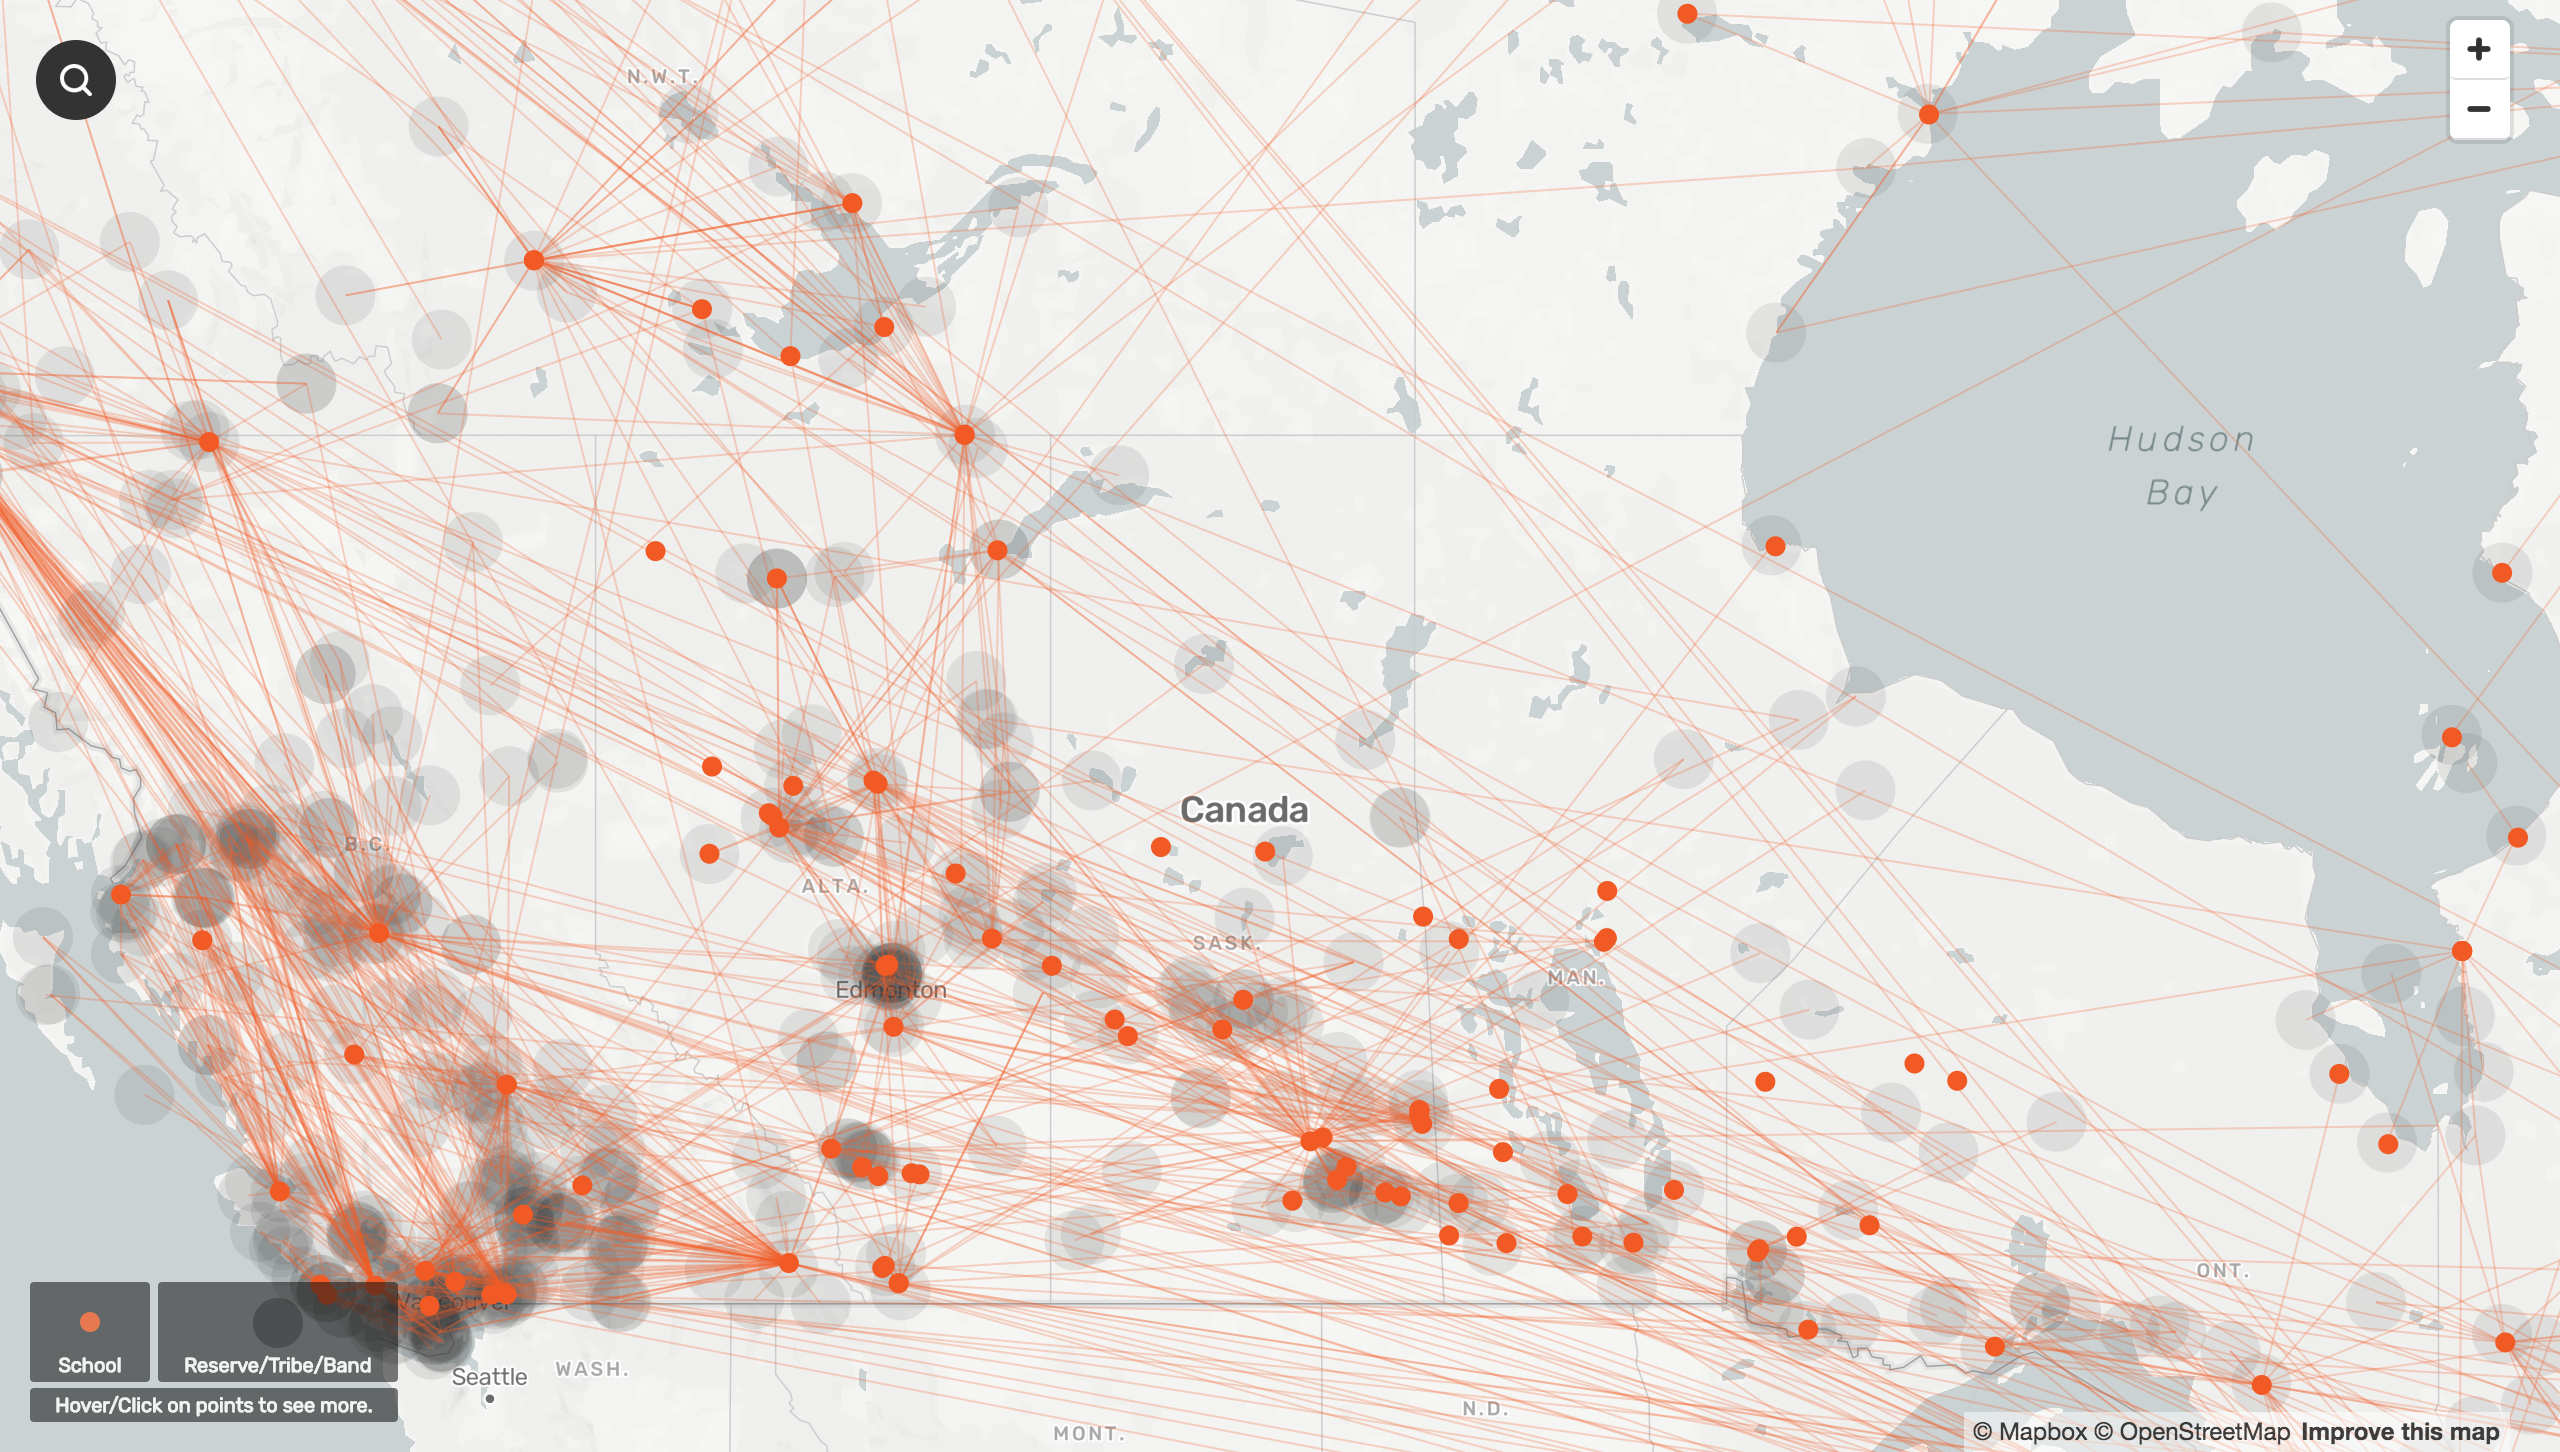 N.W.T.
+
−
Hudson
Bay
Canada
B.C.
ALTA.
SASK.
MAN.
Edmonton
ONT.
Vancouver
School
Reserve/Tribe/Band
Seattle
WASH.
Hover/Click on points to see more.
N.D.
MONT.
© Mapbox © OpenStreetMap Improve this map